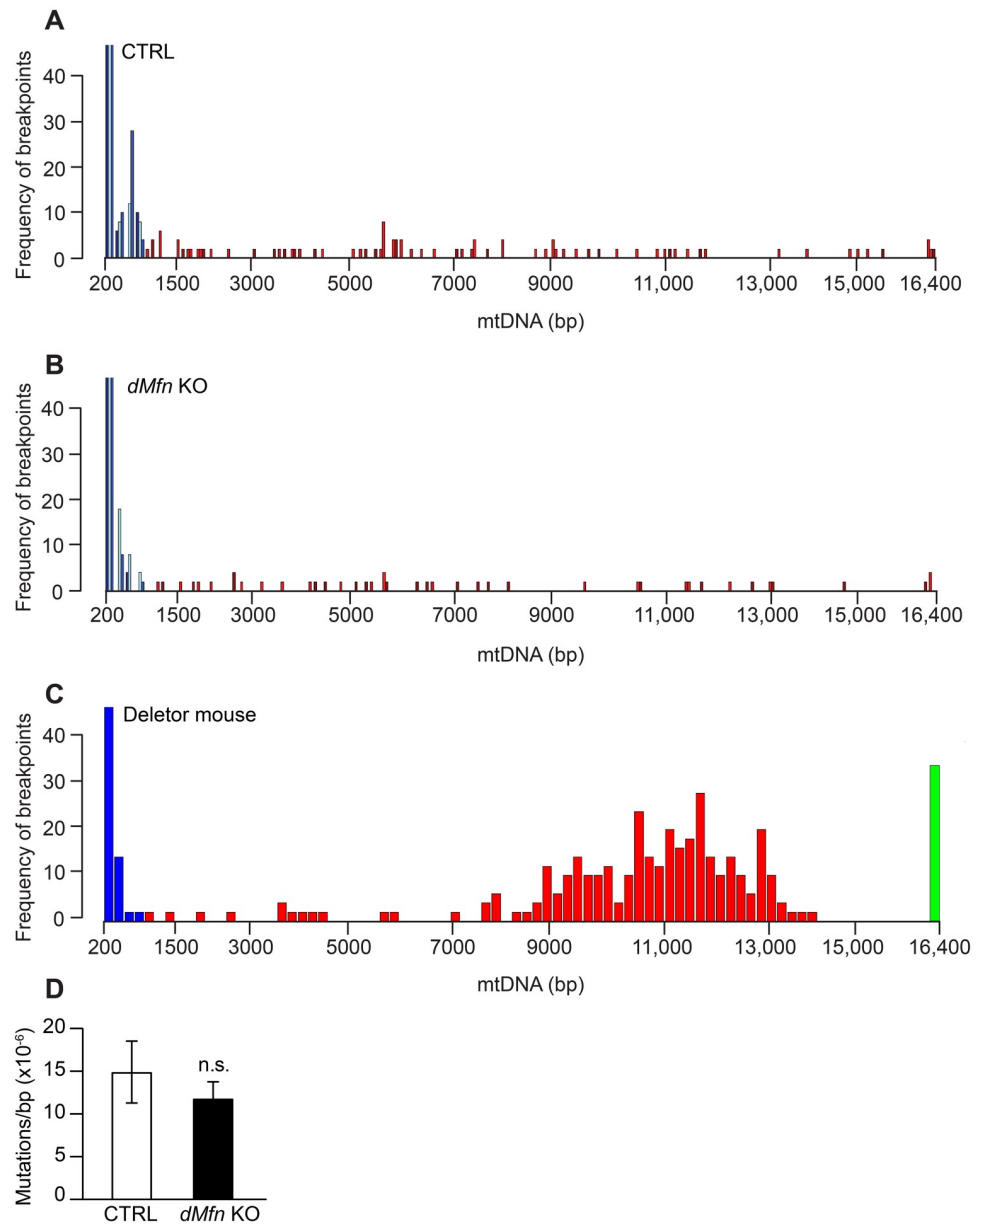 A
CTRL
Frequency of breakpoints
40
30
20
10
0
200 1500 3000 5000 7000 9000 11,000 13,000 15,000 16,400
mtDNA (bp)
B
dMfn KO
Frequency of breakpoints
40
30
20
10
0
200 1500 3000 5000 7000 9000 11,000 13,000 15,000 16,400
mtDNA (bp)
C
Deletor mouse
Frequency of breakpoints
40
30
20
10
0
200 1500 3000 5000 7000 9000 11,000 13,000 15,000 16,400
mtDNA (bp)
D
Mutations/bp (x10-6)
20
15
10
5
0
n.s.
CTRL dMfn KO